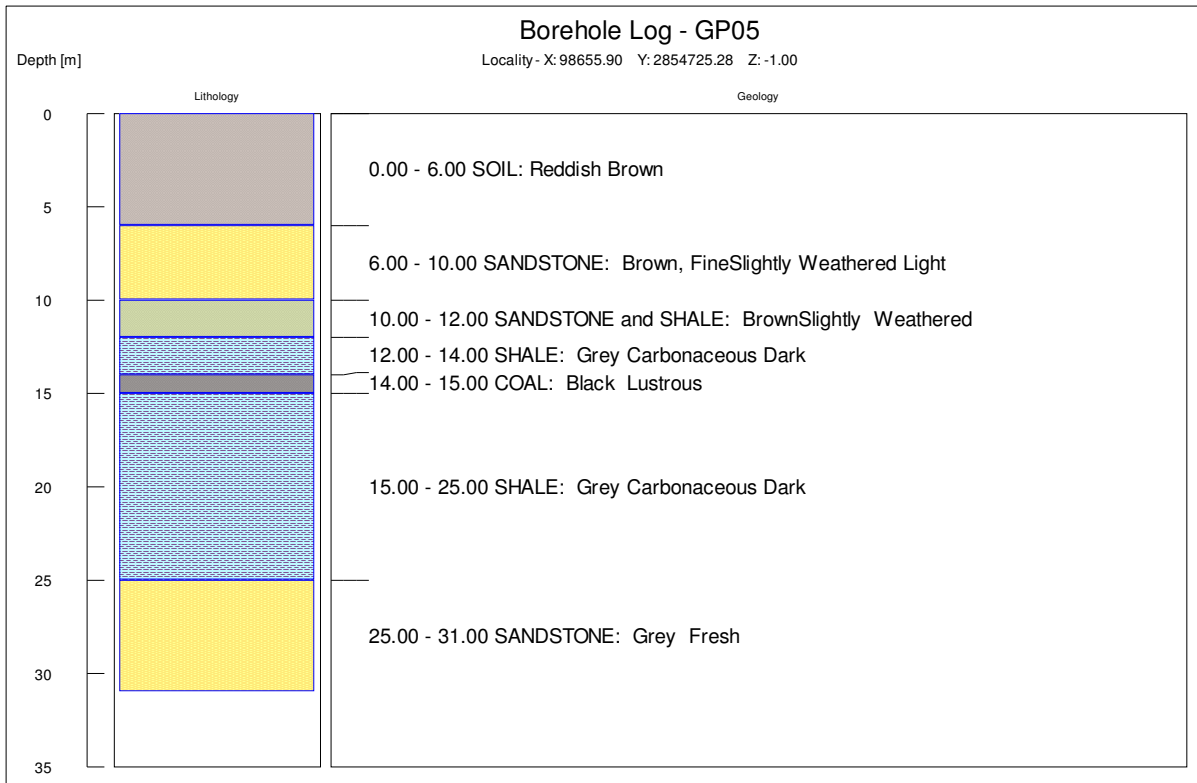 Borehole Log - GP05
Depth [m]
Locality - X: 98655.90 Y: 2854725.28 Z: -1.00
Lithology
Geology
0
0.00 - 6.00 SOIL: Reddish Brown
5
6.00 - 10.00 SANDSTONE: Brown, FineSlightly Weathered Light
10
10.00 - 12.00 SANDSTONE and SHALE: BrownSlightly Weathered
12.00 - 14.00 SHALE: Grey Carbonaceous Dark
14.00 - 15.00 COAL: Black Lustrous
15
20
15.00 - 25.00 SHALE: Grey Carbonaceous Dark
25
25.00 - 31.00 SANDSTONE: Grey Fresh
30
35